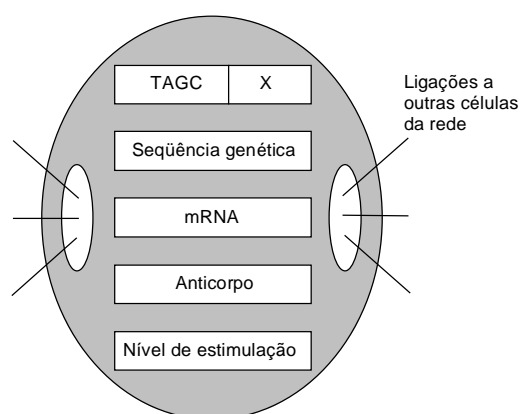 TAGC X
Ligações a
outras células
da rede
Seqüência genética
mRNA
Anticorpo
Nível de estimulação